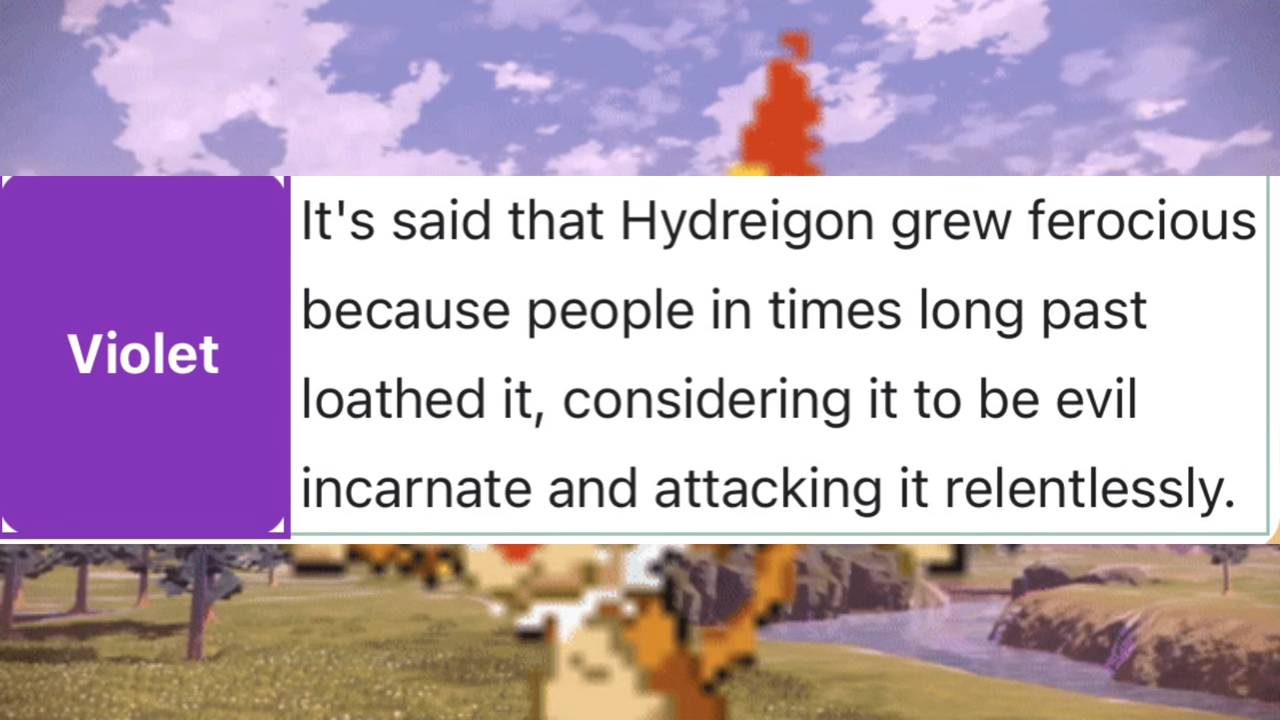 Violet
It's said that Hydreigon grew ferocious
because people in times long past
loathed it, considering it to be evil
incarnate and attacking it relentlessly.